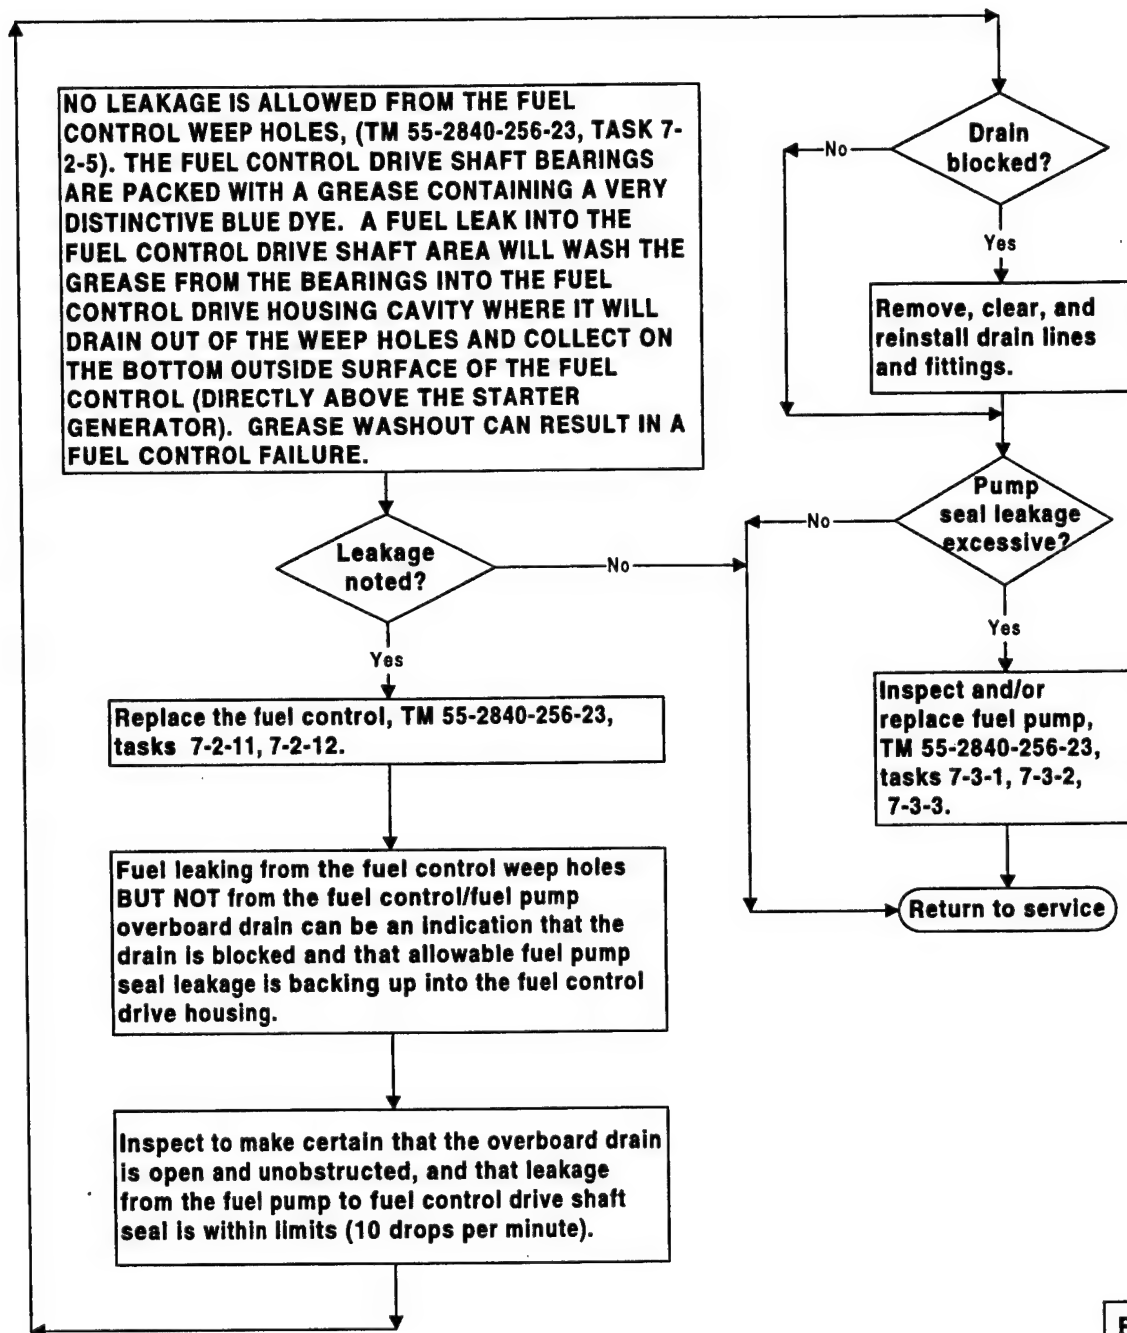 NO LEAKAGE IS ALLOWED FROM THE FUEL
CONTROL WEEP HOLES, (TM 55-2840-256-23, TASK 7-
2-5). THE FUEL CONTROL DRIVE SHAFT BEARINGS
ARE PACKED WITH A GREASE CONTAINING A VERY
DISTINCTIVE BLUE DYE. A FUEL LEAK INTO THE
FUEL CONTROL DRIVE SHAFT AREA WILL WASH THE
GREASE FROM THE BEARINGS INTO THE FUEL
CONTROL DRIVE HOUSING CAVITY WHERE IT WILL
DRAIN OUT OF THE WEEP HOLES AND COLLECT ON
THE BOTTOM OUTSIDE SURFACE OF THE FUEL
CONTROL (DIRECTLY ABOVE THE STARTER
GENERATOR). GREASE WASHOUT CAN RESULT IN A
FUEL CONTROL FAILURE.
Leakage
noted?
No
Yes
Replace the fuel control, TM 55-2840-256-23,
tasks 7-2-11, 7-2-12.
Fuel leaking from the fuel control weep holes
BUT NOT from the fuel control/fuel pump
overboard drain can be an indication that the
drain is blocked and that allowable fuel pump
seal leakage is backing up into the fuel control
drive housing.
Inspect to make certain that the overboard drain
is open and unobstructed, and that leakage
from the fuel pump to fuel control drive shaft
seal is within limits (10 drops per minute).
Drain
blocked?
No
Yes
Remove, clear, and
reinstall drain lines
and fittings.
Pump
seal leakage
excessive?
No
Yes
Inspect and/or
replace fuel pump,
TM 55-2840-256-23,
tasks 7-3-1, 7-3-2,
7-3-3.
Return to service